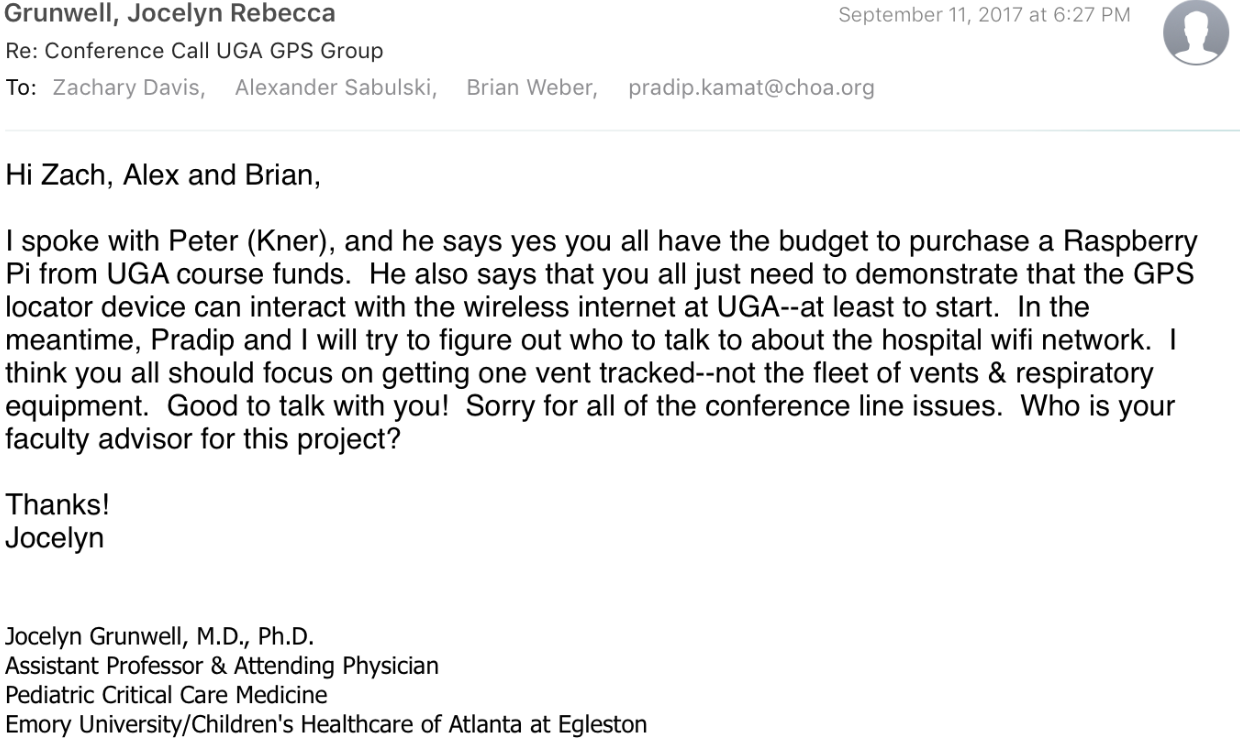 Grunwell, Jocelyn Rebecca September 11, 2017 at 6:27 PM
Re: Conference Call UGA GPS Group
To: Zachary Davis, Alexander Sabulski, Brian Weber, pradip.kamat@choa.org
Hi Zach, Alex and Brian,
I spoke with Peter (Kner), and he says yes you all have the budget to purchase a Raspberry
Pi from UGA course funds. He also says that you all just need to demonstrate that the GPS
locator device can interact with the wireless internet at UGA--at least to start. In the
meantime, Pradip and I will try to figure out who to talk to about the hospital wifi network. I
think you all should focus on getting one vent tracked--not the fleet of vents & respiratory
equipment. Good to talk with you! Sorry for all of the conference line issues. Who is your
faculty advisor for this project?
Thanks!
Jocelyn
Jocelyn Grunwell, M.D., Ph.D.
Assistant Professor & Attending Physician
Pediatric Critical Care Medicine
Emory University/Children's Healthcare of Atlanta at Egleston